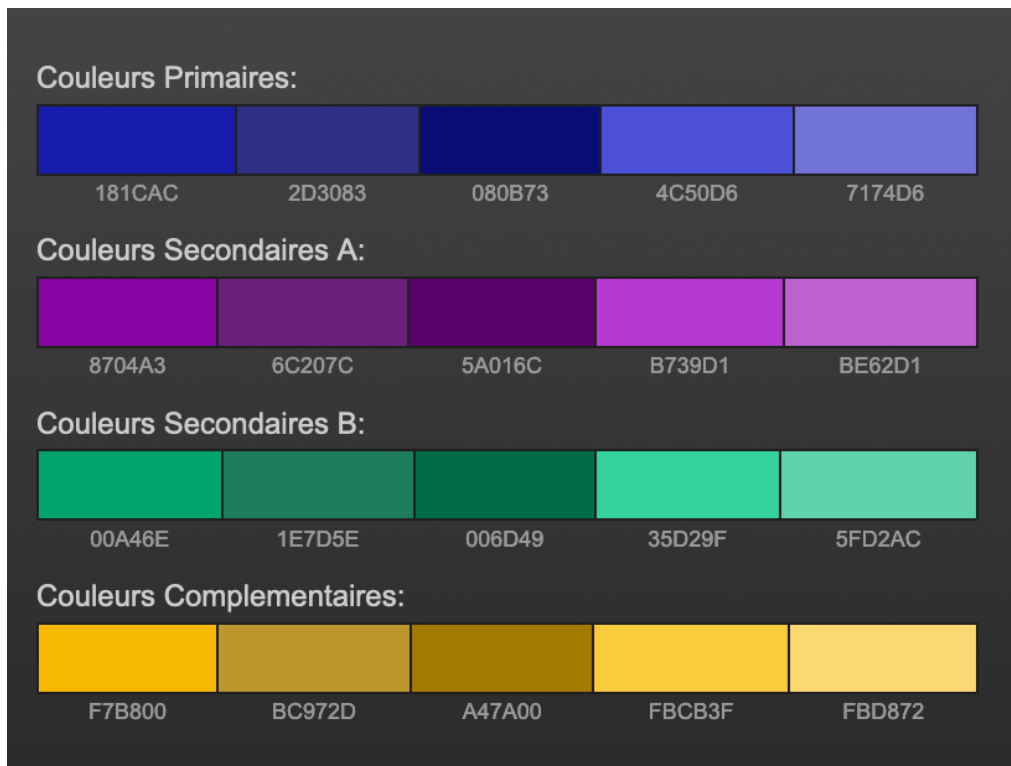 Couleurs Primaires:
181CAC 2D3083 080B73 4C50D6 7174D6
Couleurs Secondaires A:
8704A3 6C207C 5A016C B739D1 BE62D1
Couleurs Secondaires B:
00A46E 1E7D5E 006D49 35D29F 5FD2AC
Couleurs Complementaires:
F7B800 BC972D A47A00 FBCB3F FBD872